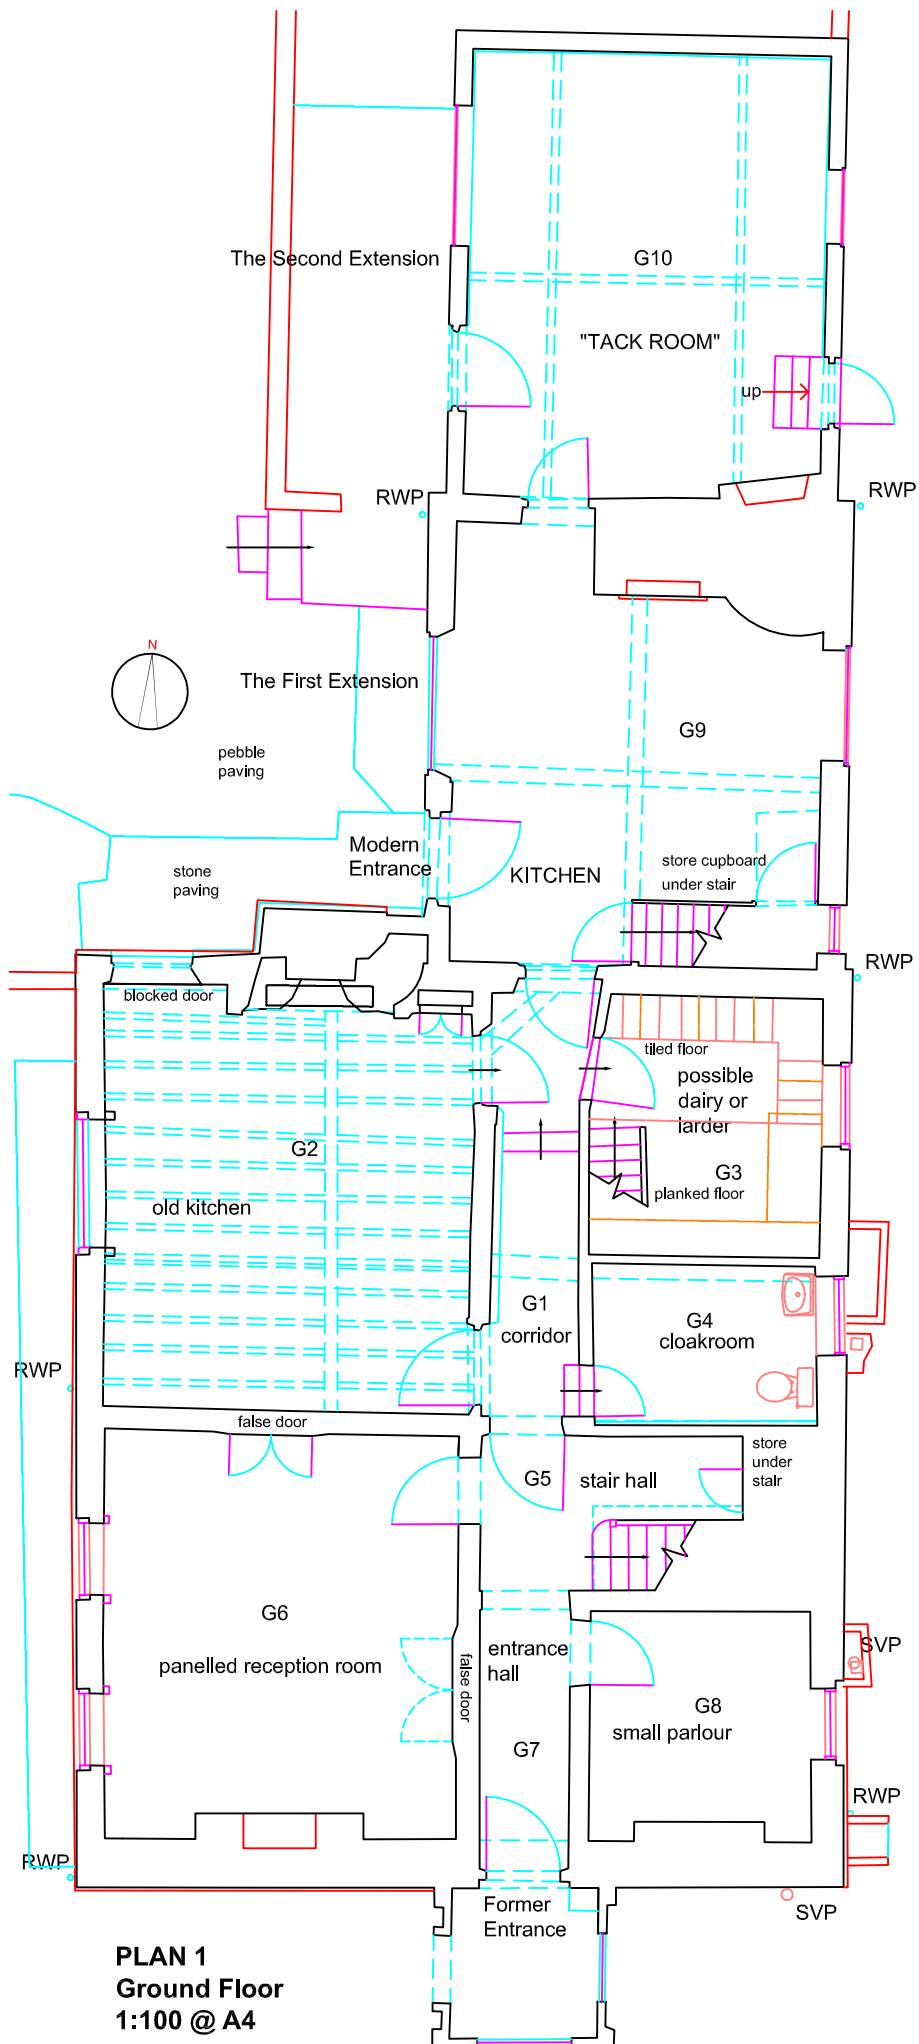 The Second Extension
G10
"TACK ROOM"
up
RWP
RWP
N
The First Extension
G9
pebble
paving
Modern
Entrance
stone
paving
KITCHEN
store cupboard
under stair
RWP
blocked door
tiled floor
possible
dairy or
larder
G2
G3
planked floor
old kitchen
G1
corridor
G4
cloakroom
RWP
false door
store
under
stair
G5
stair hall
G6
panelled reception room
false door
entrance
hall
SVP
G8
small parlour
G7
RWP
RWP
Former
Entrance
SVP
PLAN 1
Ground Floor
1:100 @ A4